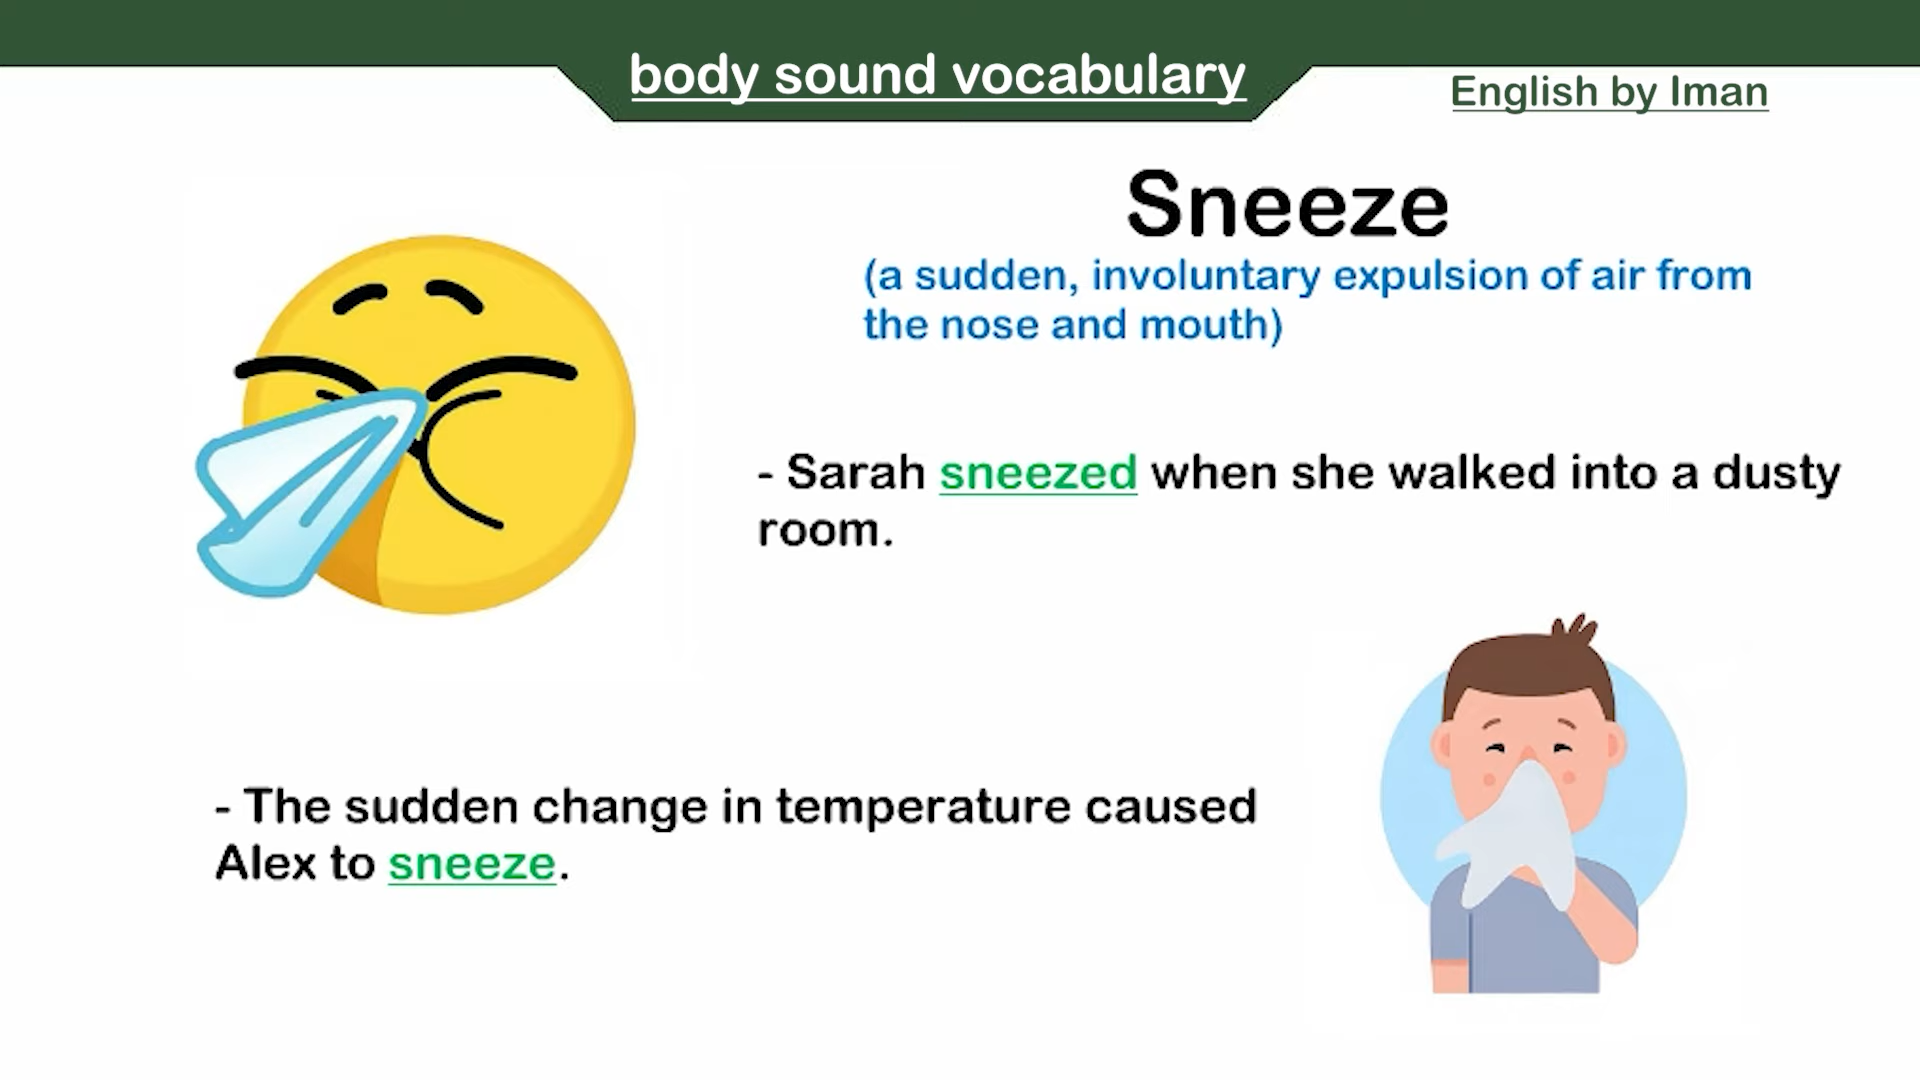 body sound vocabulary
English by Iman
Sneeze
(a sudden, involuntary expulsion of air from
the nose and mouth)
- Sarah sneezed when she walked into a dusty
room.
- The sudden change in temperature caused
Alex to sneeze.